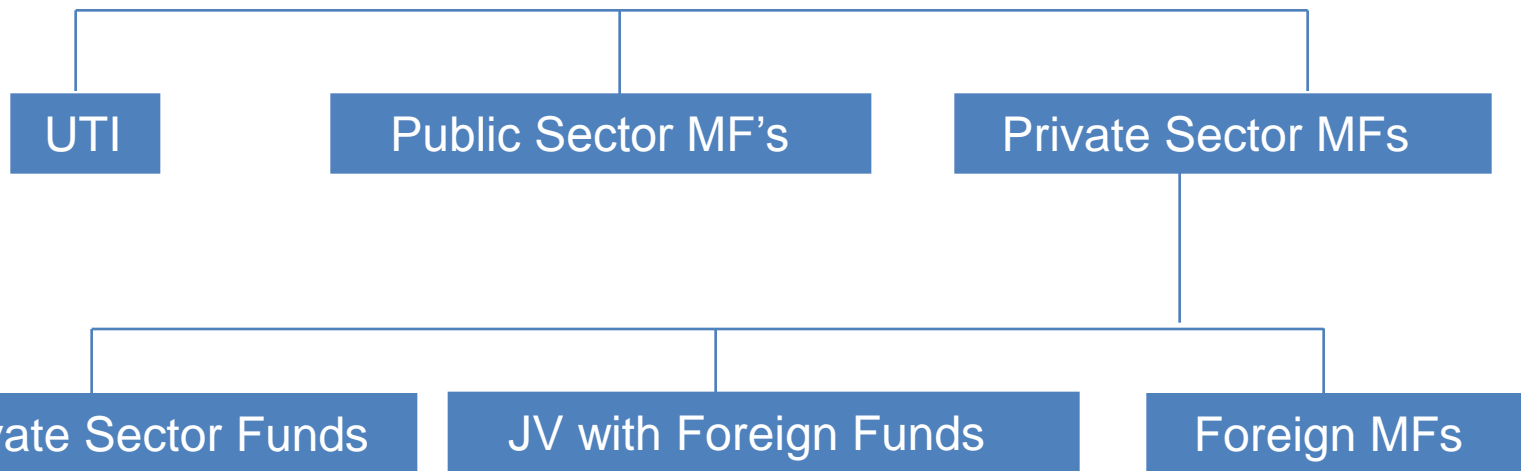 UTI
Public Sector MF’s
Private Sector MFs
Sector Funds
JV with Foreign Funds
Foreign MFs